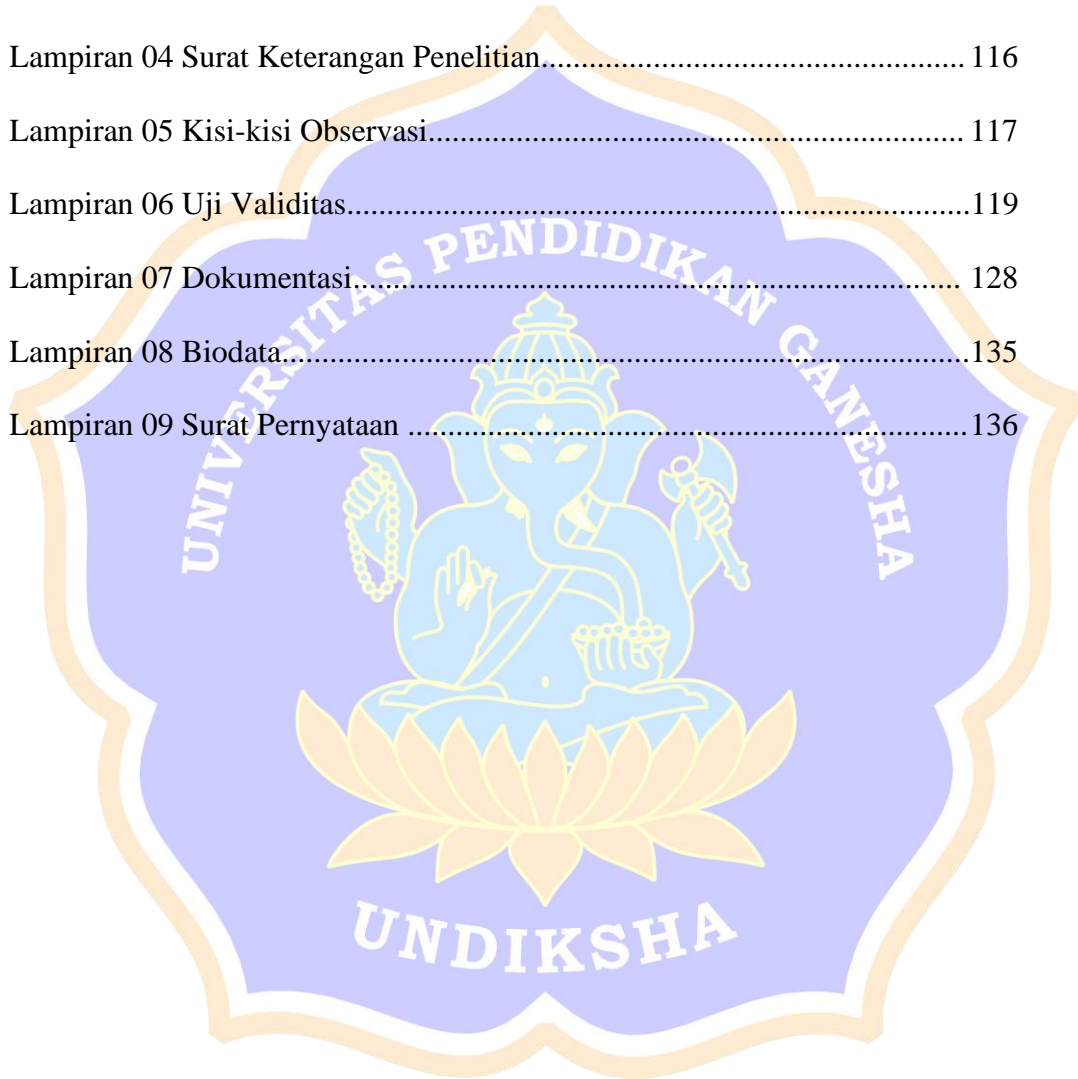 Lampiran 04 Surat Keterangan Penelitian..................................................... 116
Lampiran 05 Kisi-kisi Observasi................................................................... 117
Lampiran 06 Uji Validitas..............................................................................119
Lampiran 07 Dokumentasi............................................................................ 128
Lampiran 08 Biodata......................................................................................135
Lampiran 09 Surat Pernyataan ......................................................................136
UNIVERSITAS PENDIDIKAN GANESHA
UNDIKSHA